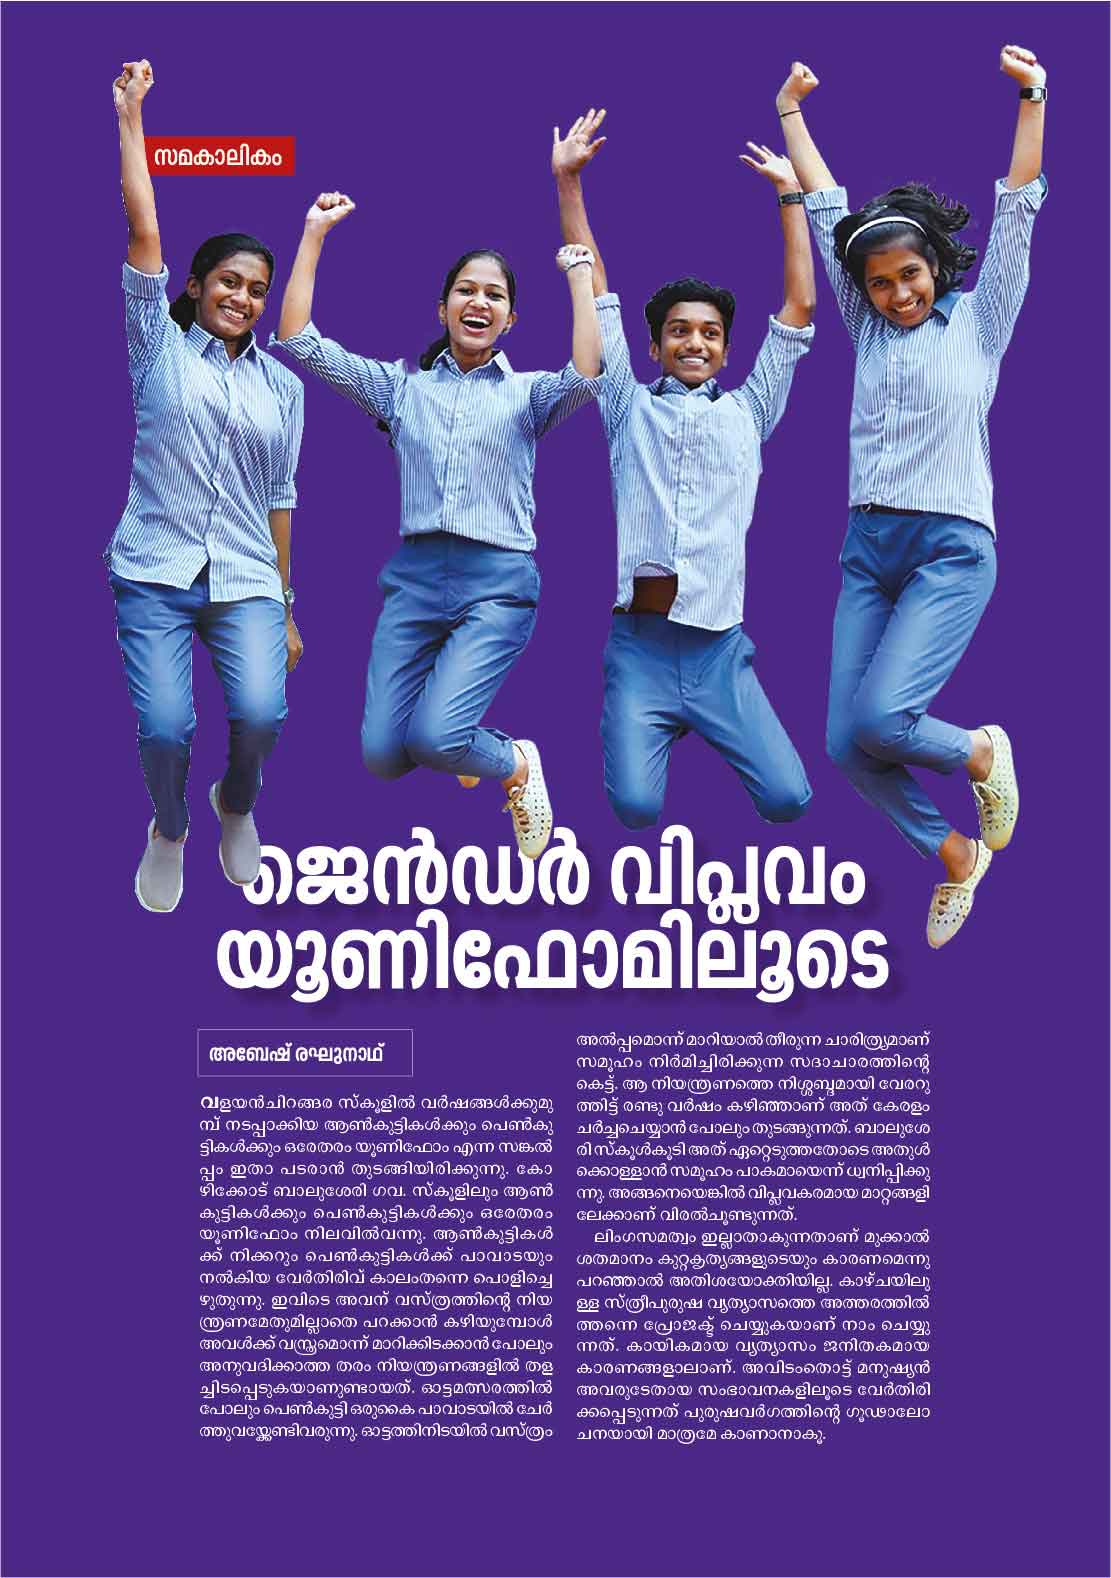 സമകാലികം
ജെൻഡർ വിപ്ലവം
യൂണിഫോമിലൂടെ
അബേഷ് രഘുനാഥ്
വളയൻചിറങ്ങര സ്കൂളിൽ വർഷങ്ങൾക്കുമു
മ്പ് നടപ്പാക്കിയ ആൺകുട്ടികൾക്കും പെൺകു
ട്ടികൾക്കും ഒരേതരം യൂണിഫോം എന്ന സങ്കൽ
പ്പം ഇതാ പടരാൻ തുടങ്ങിയിരിക്കുന്നു. കോ
ഴിക്കോട് ബാലുശേരി ഗവ. സ്കൂളിലും ആൺ
കുട്ടികൾക്കും പെൺകുട്ടികൾക്കും ഒരേതരം
യൂണിഫോം നിലവിൽവന്നു. ആൺകുട്ടികൾ
ക്ക് നിക്കറും പെൺകുട്ടികൾക്ക് പാവാടയും
നൽകിയ വേർതിരിവ് കാലംതന്നെ പൊളിച്ചെ
ഴുതുന്നു. ഇവിടെ അവന് വസ്ത്രത്തിന്റെ നിയ
ന്ത്രണമേതുമില്ലാതെ പറക്കാൻ കഴിയുമ്പോൾ
അവൾക്ക് വസ്ത്രമൊന്ന് മാറിക്കിടക്കാൻ പോലും
അനുവദിക്കാത്ത തരം നിയന്ത്രണങ്ങളിൽ തള
ച്ചിടപ്പെടുകയാണുണ്ടായത്. ഓട്ടമത്സരത്തിൽ
പോലും പെൺകുട്ടി ഒരുകൈ പാവാടയിൽ ചേർ
ത്തുവയ്ക്കേണ്ടിവരുന്നു. ഓട്ടത്തിനിടയിൽ വസ്ത്രം
അൽപ്പമൊന്ന് മാറിയാൽ തീരുന്ന ചാരിത്ര്യമാണ്
സമൂഹം നിർമിച്ചിരിക്കുന്ന സദാചാരത്തിന്റെ
കെട്ട്. ആ നിയന്ത്രണത്തെ നിശ്ശബ്ദമായി വേരറു
ത്തിട്ട് രണ്ടു വർഷം കഴിഞ്ഞാണ് അത് കേരളം
ചർച്ചചെയ്യാൻ പോലും തുടങ്ങുന്നത്. ബാലുശേ
രി സ്കൂൾകൂടി അത് ഏറ്റെടുത്തതോടെ അതുൾ
ക്കൊള്ളാൻ സമൂഹം പാകമായെന്ന് ധ്വനിപ്പിക്കു
ന്നു. അങ്ങനെയെങ്കിൽ വിപ്ലവകരമായ മാറ്റങ്ങളി
ലേക്കാണ് വിരൽചൂണ്ടുന്നത്.
ലിംഗസമത്വം ഇല്ലാതാകുന്നതാണ് മുക്കാൽ
ശതമാനം കുറ്റകൃത്യങ്ങളുടെയും കാരണമെന്നു
പറഞ്ഞാൽ അതിശയോക്തിയില്ല. കാഴ്ചയിലു
ള്ള സ്ത്രീപുരുഷ വ്യത്യാസത്തെ അത്തരത്തിൽ
ത്തന്നെ പ്രോജക്ട് ചെയ്യുകയാണ് നാം ചെയ്യു
ന്നത്. കായികമായ വ്യത്യാസം ജനിതകമായ
കാരണങ്ങളാലാണ്. അവിടംതൊട്ട് മനുഷ്യൻ
അവരുടേതായ സംഭാവനകളിലൂടെ വേർതിരി
ക്കപ്പെടുന്നത് പുരുഷവർഗത്തിന്റെ ഗൂഢാലോ
ചനയായി മാത്രമേ കാണാനാകൂ.